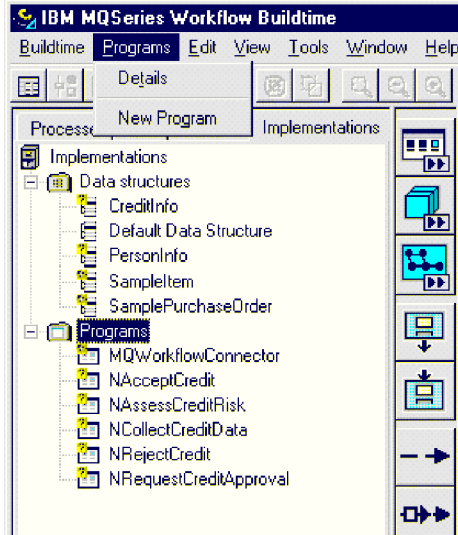 IBM MQSeries Workflow Buildtime
Buildtime Programs Edit View Tools Window Help
Details
New Program
Processe Implementations
Implementations
Data structures
CreditInfo
Default Data Structure
PersonInfo
SampleItem
SamplePurchaseOrder
Programs
MQWorkflowConnector
NAcceptCredit
NAssessCreditRisk
NCollectCreditData
NRejectCredit
NRequestCreditApproval